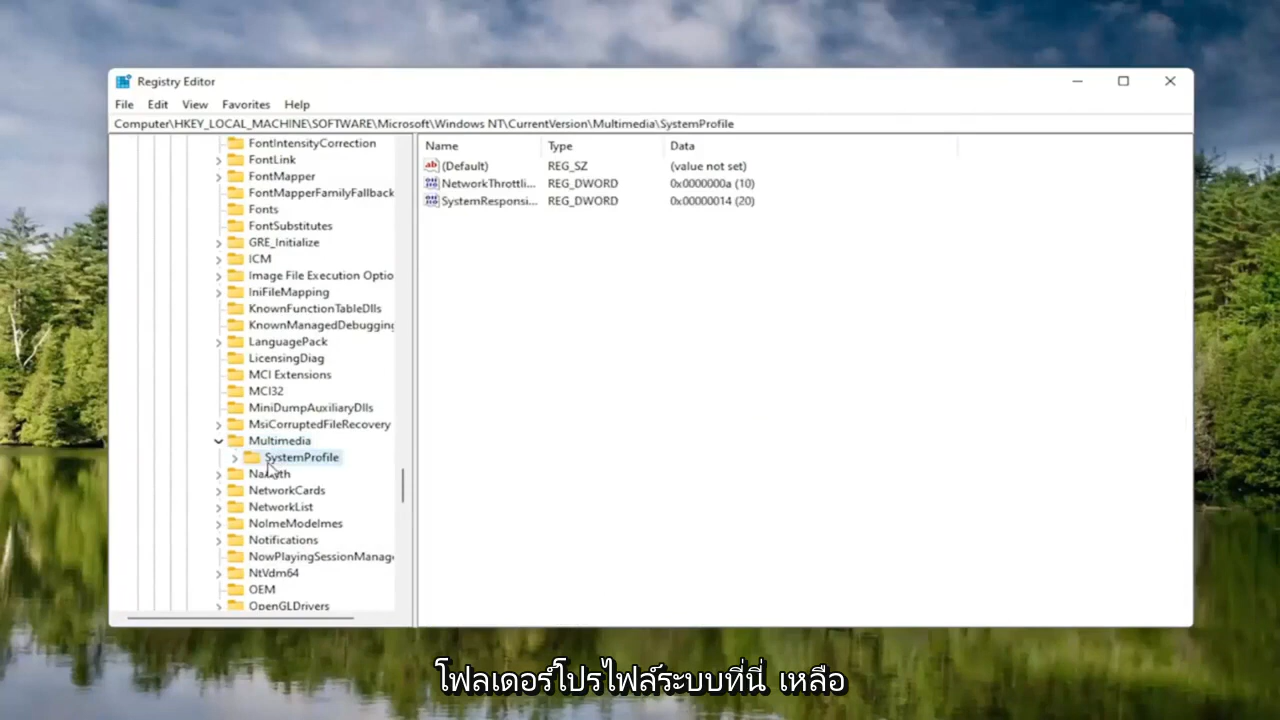 Registry Editor
File Edit View Favorites Help
Computer\HKEY_LOCAL_MACHINE\SOFTWARE\Microsoft\Windows NT\CurrentVersion\Multimedia\SystemProfile
FontIntensityCorrection
FontLink
FontMapper
FontMapperFamilyFallback
Fonts
FontSubstitutes
GRE_Initialize
ICM
Image File Execution Optio
IniFileMapping
KnownFunctionTableDlls
KnownManagedDebugging
LanguagePack
LicensingDiag
MCI Extensions
MCI32
MiniDumpAuxiliaryDlls
MsiCorruptedFileRecovery
Multimedia
SystemProfile
NetworkCards
NetworkList
NoImeModeImes
Notifications
NowPlayingSessionManage
NtVdm64
OEM
OpenGLDrivers
Name Type Data
(Default) REG_SZ (value not set)
NetworkThrottli... REG_DWORD 0x0000000a (10)
SystemResponsi... REG_DWORD 0x00000014 (20)
โฟลเดอร์โปรไฟล์ระบบที่นี่ เหลือ